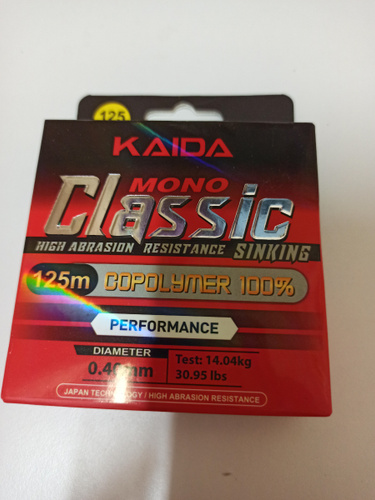 125
KAIDA
MONO
Classic
HIGH ABRASION RESISTANCE SINKING
125m COPOLYMER 100%
PERFORMANCE
DIAMETER
Test: 14.04kg
30.95 lbs
JAPAN TECHNOLOGY / HIGH ABRASION RESISTANCE